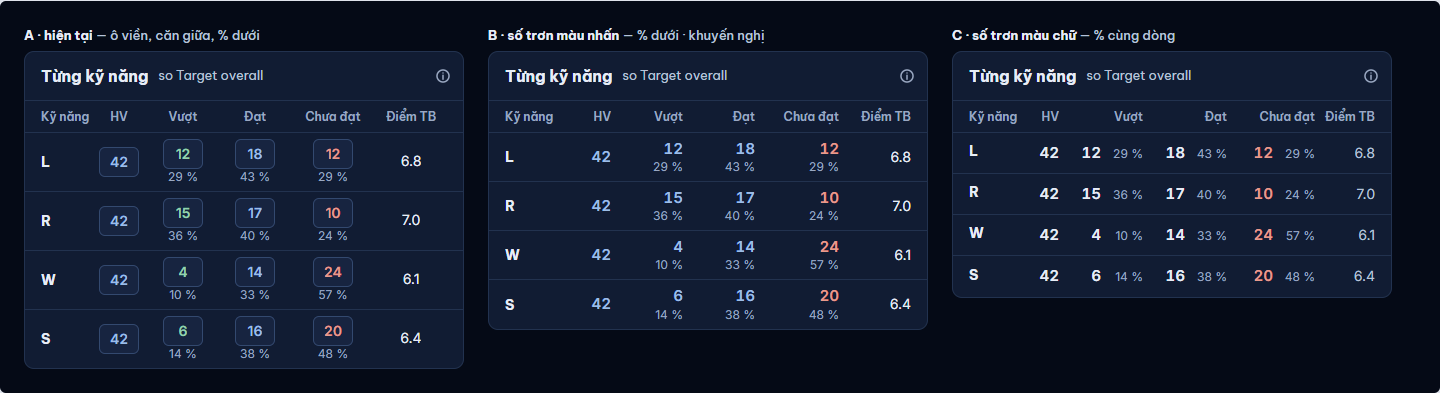 A · hiện tại — ô viền, căn giữa, % dưới
Từng kỹ năng so Target overall
Kỹ năng HV Vượt Đạt Chưa đạt Điểm TB
L 42 12 18 12 6.8
29 % 43 % 29 %
R 42 15 17 10 7.0
36 % 40 % 24 %
W 42 4 14 24 6.1
10 % 33 % 57 %
S 42 6 16 20 6.4
14 % 38 % 48 %
B · số trơn màu nhấn — % dưới · khuyến nghị
Từng kỹ năng so Target overall
Kỹ năng HV Vượt Đạt Chưa đạt Điểm TB
L 42 12 18 12 6.8
29 % 43 % 29 %
R 42 15 17 10 7.0
36 % 40 % 24 %
W 42 4 14 24 6.1
10 % 33 % 57 %
S 42 6 16 20 6.4
14 % 38 % 48 %
C · số trơn màu chữ — % cùng dòng
Từng kỹ năng so Target overall
Kỹ năng HV Vượt Đạt Chưa đạt Điểm TB
L 42 12 29 % 18 43 % 12 29 % 6.8
R 42 15 36 % 17 40 % 10 24 % 7.0
W 42 4 10 % 14 33 % 24 57 % 6.1
S 42 6 14 % 16 38 % 20 48 % 6.4